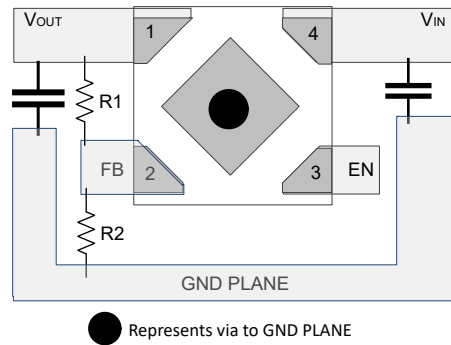 VOUT
1
4
VIN
R1
FB
2
3
EN
R2
GND PLANE
Represents via to GND PLANE